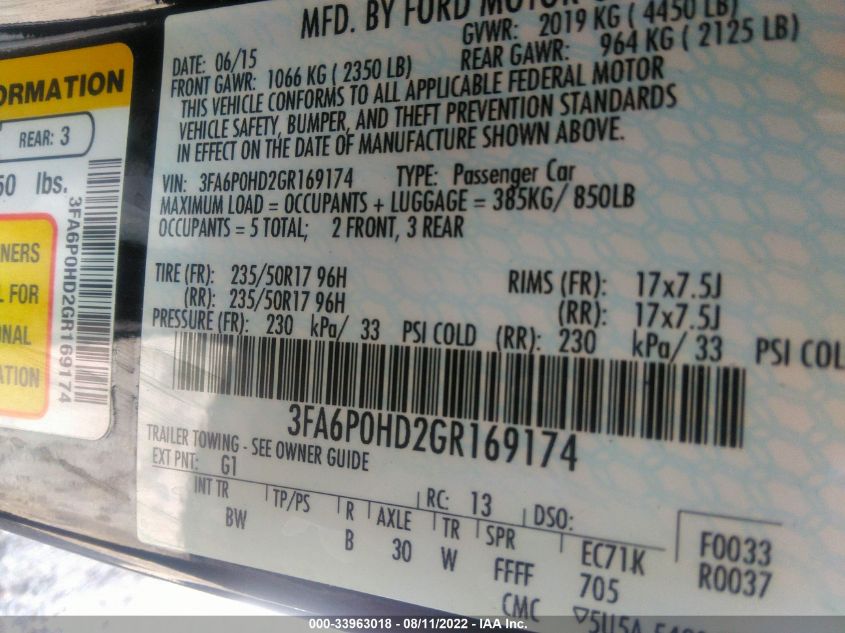 ORMATION
REAR: 3
50 lbs.
NERS
L FOR
ONAL
ATION
3FA6P0HD2GR169174
MFD. BY FORD MOTOR
DATE: 06/15 GVWR: 2019 KG ( 4450 LB)
FRONT GAWR: 1066 KG ( 2350 LB) REAR GAWR: 964 KG ( 2125 LB)
THIS VEHICLE CONFORMS TO ALL APPLICABLE FEDERAL MOTOR
VEHICLE SAFETY, BUMPER, AND THEFT PREVENTION STANDARDS
IN EFFECT ON THE DATE OF MANUFACTURE SHOWN ABOVE.
VIN: 3FA6P0HD2GR169174 TYPE: Passenger Car
MAXIMUM LOAD = OCCUPANTS + LUGGAGE = 385KG/ 850LB
OCCUPANTS = 5 TOTAL; 2 FRONT, 3 REAR
TIRE (FR): 235/50R17 96H RIMS (FR): 17x7.5J
(RR): 235/50R17 96H (RR): 17x7.5J
PRESSURE (FR): 230 kPa/ 33 PSI COLD (RR): 230 kPa/ 33 PSI COL
3FA6P0HD2GR169174
TRAILER TOWING - SEE OWNER GUIDE
EXT PNT: G1 RC: 13 DSO:
INT TR TP/PS R AXLE TR SPR EC71K F0033
BW B 30 W FFFF 705 R0037
CMC
000-33963018 - 08/11/2022 - IAA Inc.